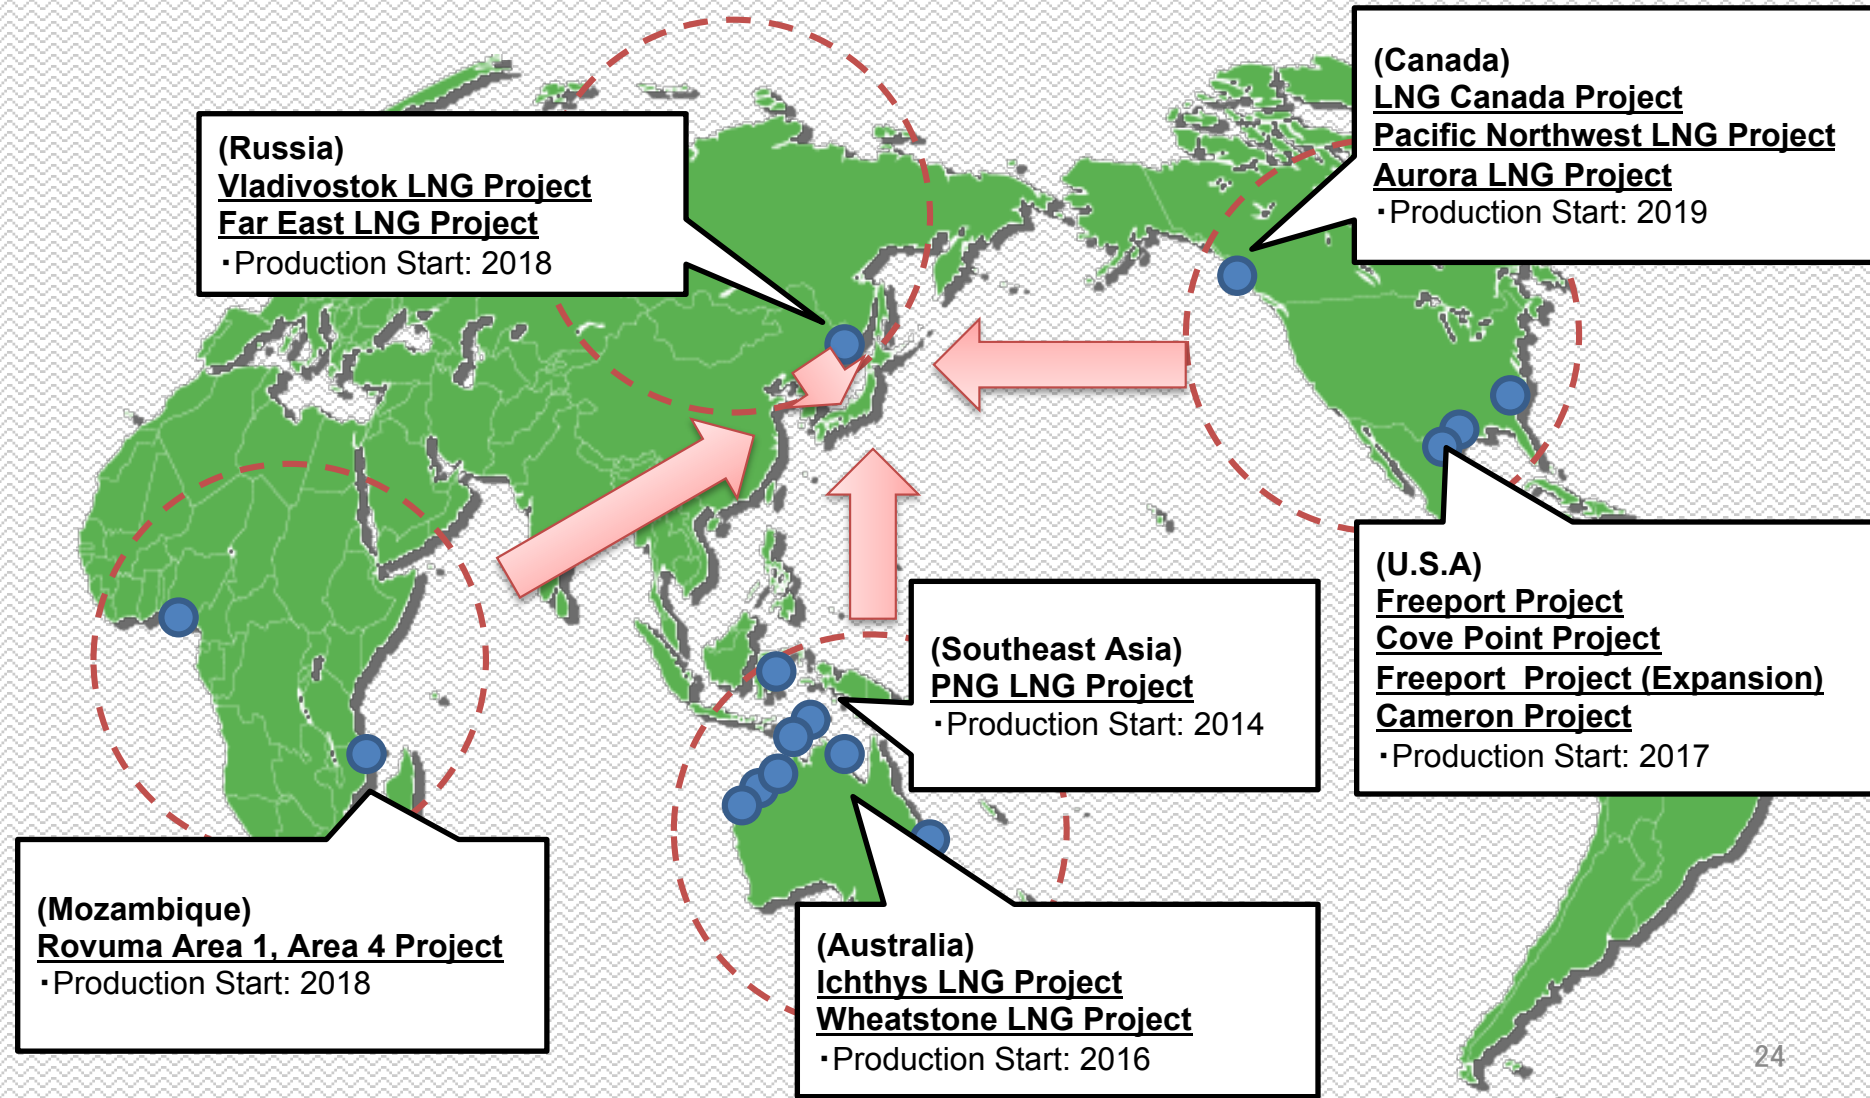 (Canada)
LNG Canada Project
Pacific Northwest LNG Project
Aurora LNG Project
・Production Start: 2019
(Russia)
Vladivostok LNG Project
Far East LNG Project
・Production Start: 2018
(U.S.A)
Freeport Project
Cove Point Project
Freeport  Project (Expansion)
Cameron Project
・Production Start: 2017
(Southeast Asia)
PNG LNG Project
・Production Start: 2014
(Mozambique)
Rovuma Area 1, Area 4 Project
・Production Start: 2018
(Australia)
Ichthys LNG Project
Wheatstone LNG Project
・Production Start: 2016
24